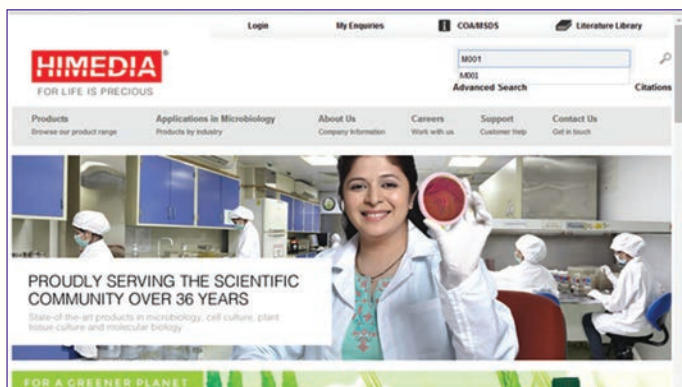 Login My Enquiries COA/MSDS Literature Library
HIMEDIA®
FOR LIFE IS PRECIOUS
M001
M001
Advanced Search Citations
Products Applications in Microbiology About Us Careers Support Contact Us
Browse our product range Products by industry Company Information Work with us Customer Help Get in touch
PROUDLY SERVING THE SCIENTIFIC
COMMUNITY OVER 36 YEARS
State-of-the-art products in microbiology, cell culture, plant
tissue culture and molecular biology
FOR A GREENER PLANET